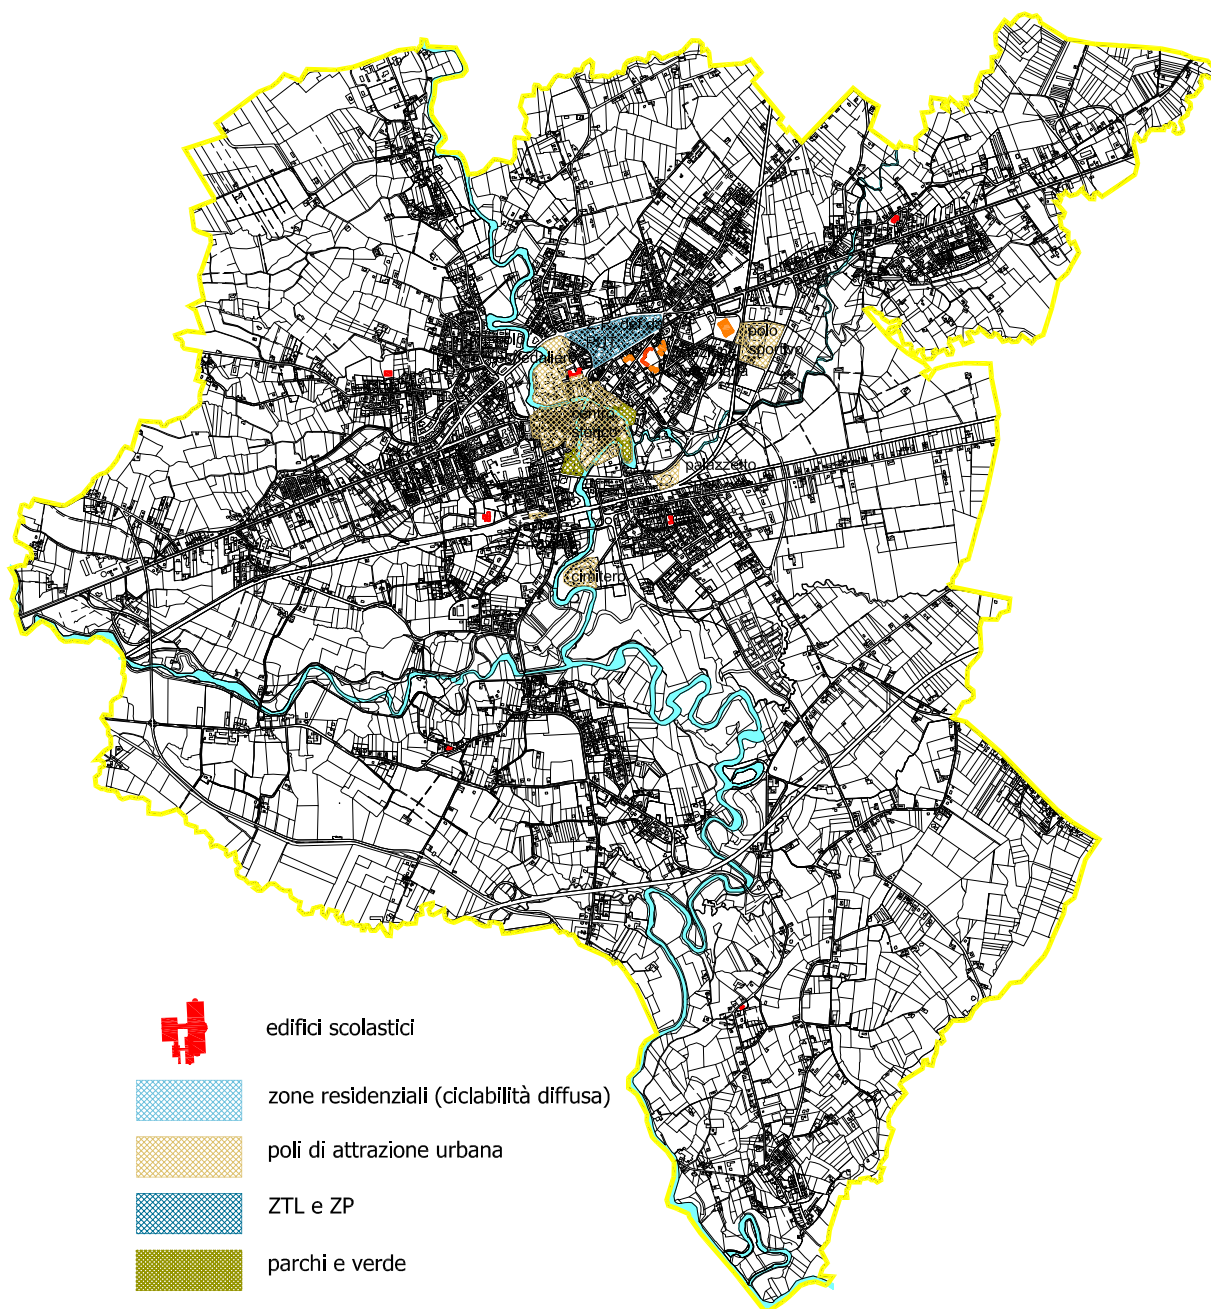 polo
sportivo
centro
storico
palazzetto
cimitero
edifici scolastici
zone residenziali (ciclabilità diffusa)
poli di attrazione urbana
ZTL e ZP
parchi e verde